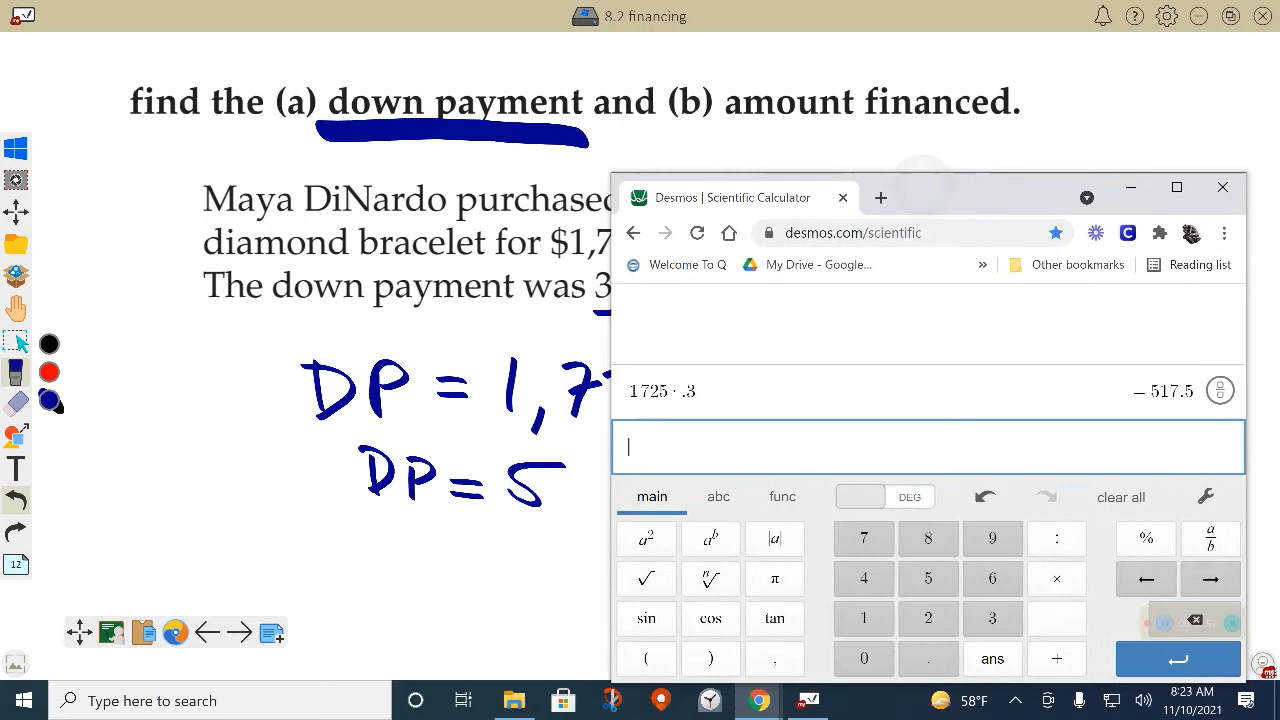 8.2 financing
find the (a) down payment and (b) amount financed.
Maya DiNardo purchased
diamond bracelet for $1,7
The down payment was 3
DP = 1,7
DP = 5
Desmos | Scientific Calculator
desmos.com/scientific
Welcome To Q
My Drive - Google...
»
Other bookmarks
Reading list
1725 · .3
= 517.5
main abc func DEG clear all
a² aᵇ |a| 7 8 9 : % a/b
√ ⁿ√ π 4 5 6 × ← →
sin cos tan 1 2 3
( ) , 0 . ans +
12
Type here to search
58°F
8:23 AM
11/10/2021